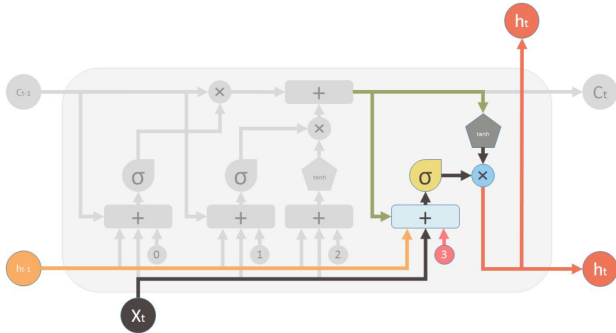 ht
Ct-1
×
+
Ct
×
tanh
tanh
σ
σ
σ
×
+
+
+
+
0
1
2
3
ht-1
ht
Xt